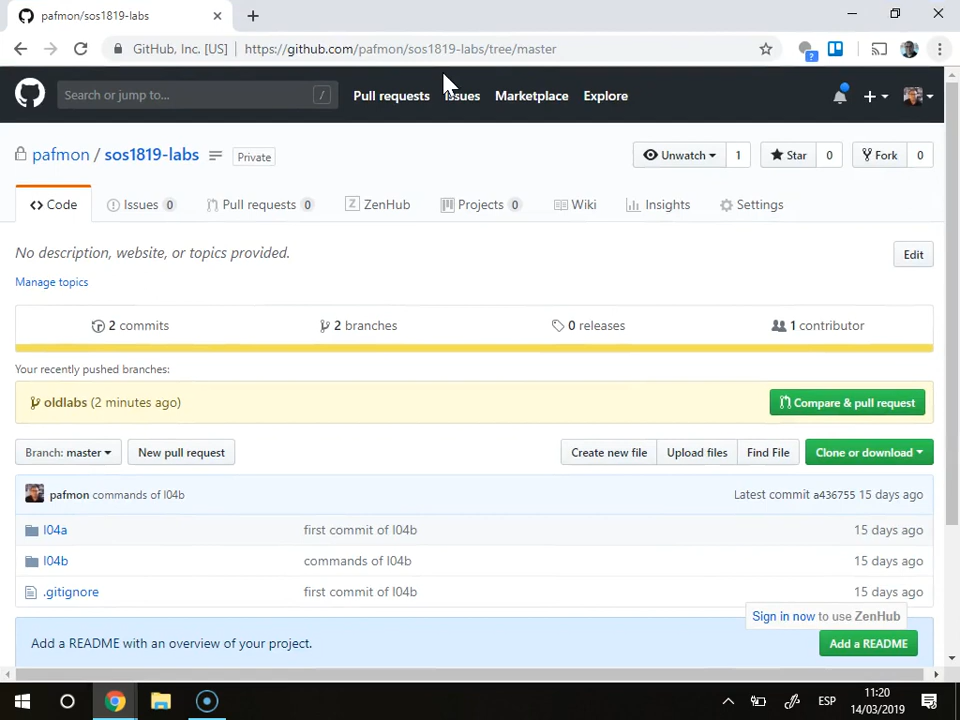 pafmon/sos1819-labs
GitHub, Inc. [US] https://github.com/pafmon/sos1819-labs/tree/master
?
Search or jump to... /
Pull requests Issues Marketplace Explore
pafmon / sos1819-labs Private
Unwatch 1 Star 0 Fork 0
Code Issues 0 Pull requests 0 Z ZenHub Projects 0 Wiki Insights Settings
No description, website, or topics provided.
Edit
Manage topics
2 commits 2 branches 0 releases 1 contributor
Your recently pushed branches:
oldlabs (2 minutes ago) Compare & pull request
Branch: master New pull request Create new file Upload files Find File Clone or download
pafmon commands of l04b Latest commit a436755 15 days ago
l04a first commit of l04b 15 days ago
l04b commands of l04b 15 days ago
.gitignore first commit of l04b 15 days ago
Sign in now to use ZenHub
Add a README with an overview of your project. Add a README
ESP
11:20
14/03/2019